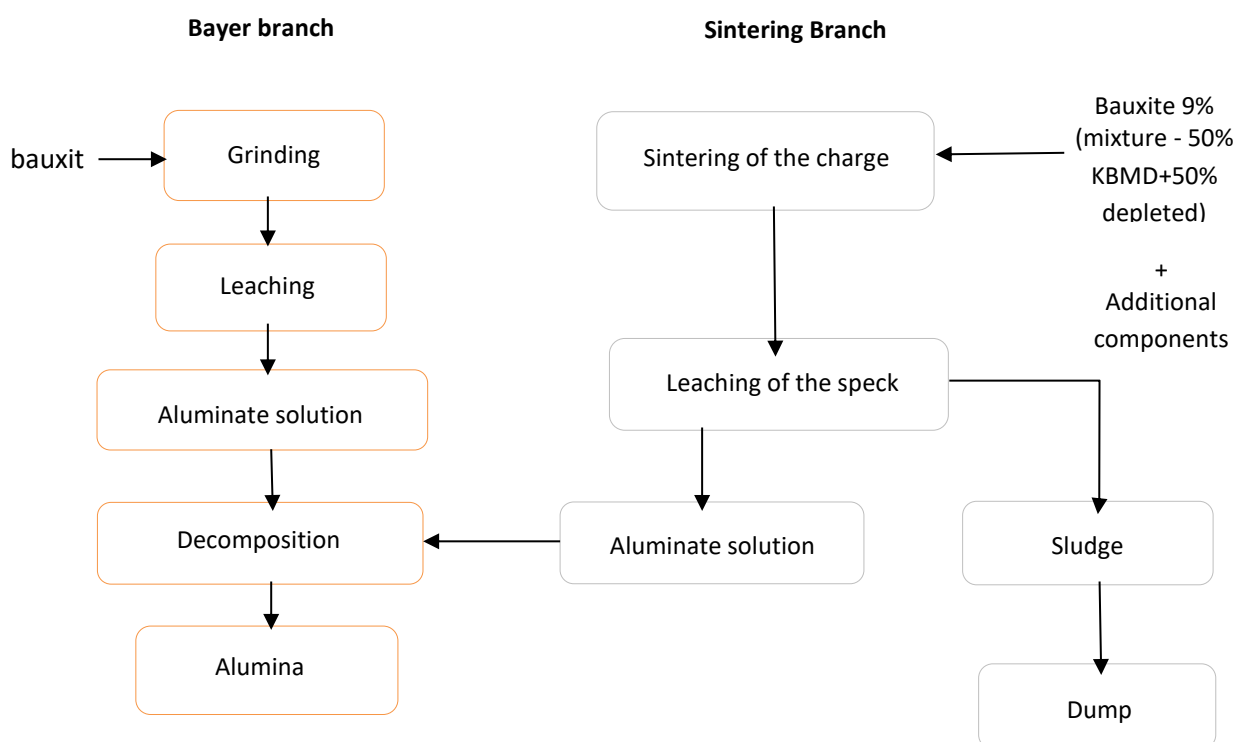 Bayer branch
Sintering Branch
bauxit
Grinding
Sintering of the charge
Bauxite 9%
(mixture - 50%
KBMD+50%
depleted)
+
Additional
components
Leaching
Leaching of the speck
Aluminate solution
Decomposition
Aluminate solution
Sludge
Alumina
Dump